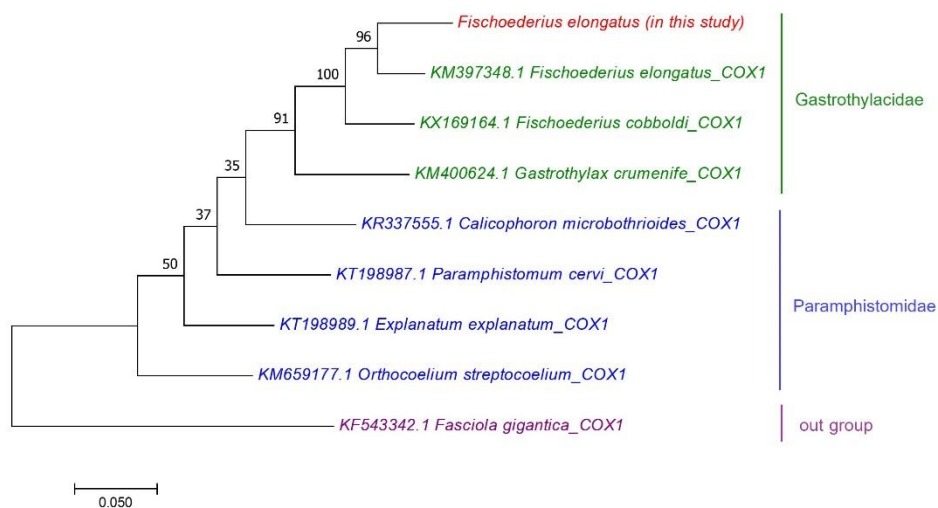 Fischoederius elongatus (in this study)
96
KM397348.1 Fischoederius elongatus_COX1
100
Gastrothylacidae
KX169164.1 Fischoederius cobboldi_COX1
91
KM400624.1 Gastrothylax crumenife_COX1
35
KR337555.1 Calicophoron microbothrioides_COX1
37
KT198987.1 Paramphistomum cervi_COX1
50
Paramphistomidae
KT198989.1 Explanatum explanatum_COX1
KM659177.1 Orthocoelium streptocoelium_COX1
KF543342.1 Fasciola gigantica_COX1
out group
0.050